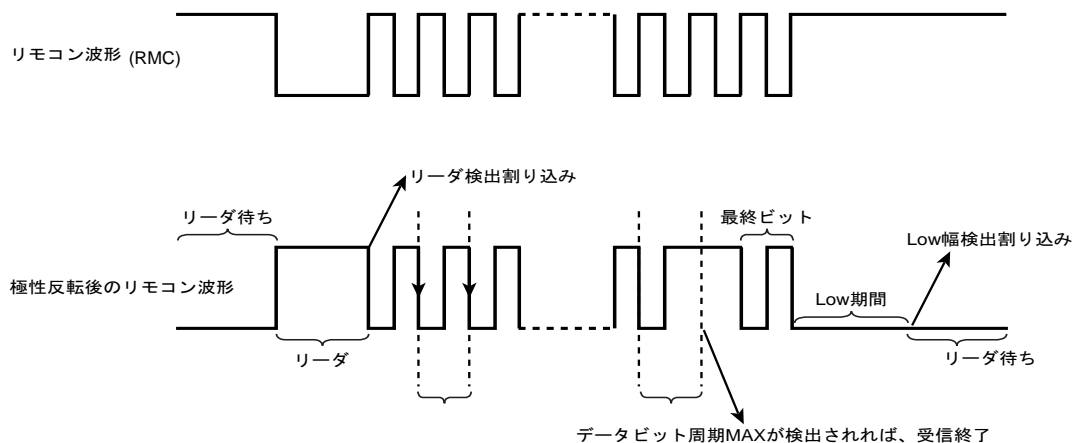 リモコン波形 (RMC)
リーダ検出割り込み
リーダ待ち
最終ビット
Low幅検出割り込み
極性反転後のリモコン波形
Low期間
リーダ
リーダ待ち
データビット周期MAXが検出されれば、受信終了